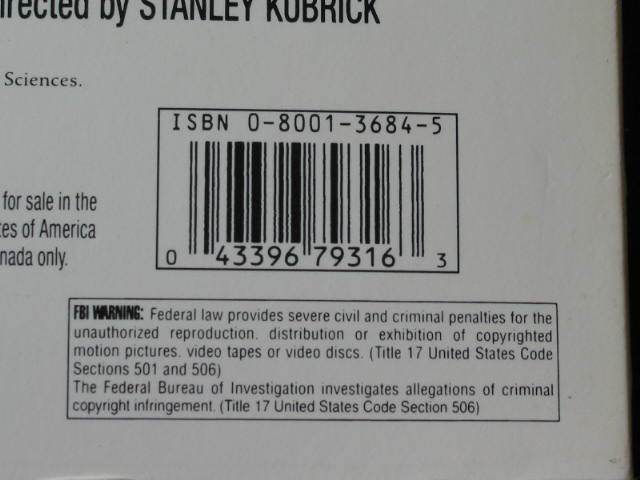 irected by STANLEY KUBRICK
Sciences.
ISBN 0-8001-3684-5
for sale in the
tes of America
nada only.
0 43396 79316 3
FBI WARNING: Federal law provides severe civil and criminal penalties for the
unauthorized reproduction. distribution or exhibition of copyrighted
motion pictures. video tapes or video discs. (Title 17 United States Code
Sections 501 and 506)
The Federal Bureau of Investigation investigates allegations of criminal
copyright infringement. (Title 17 United States Code Section 506)